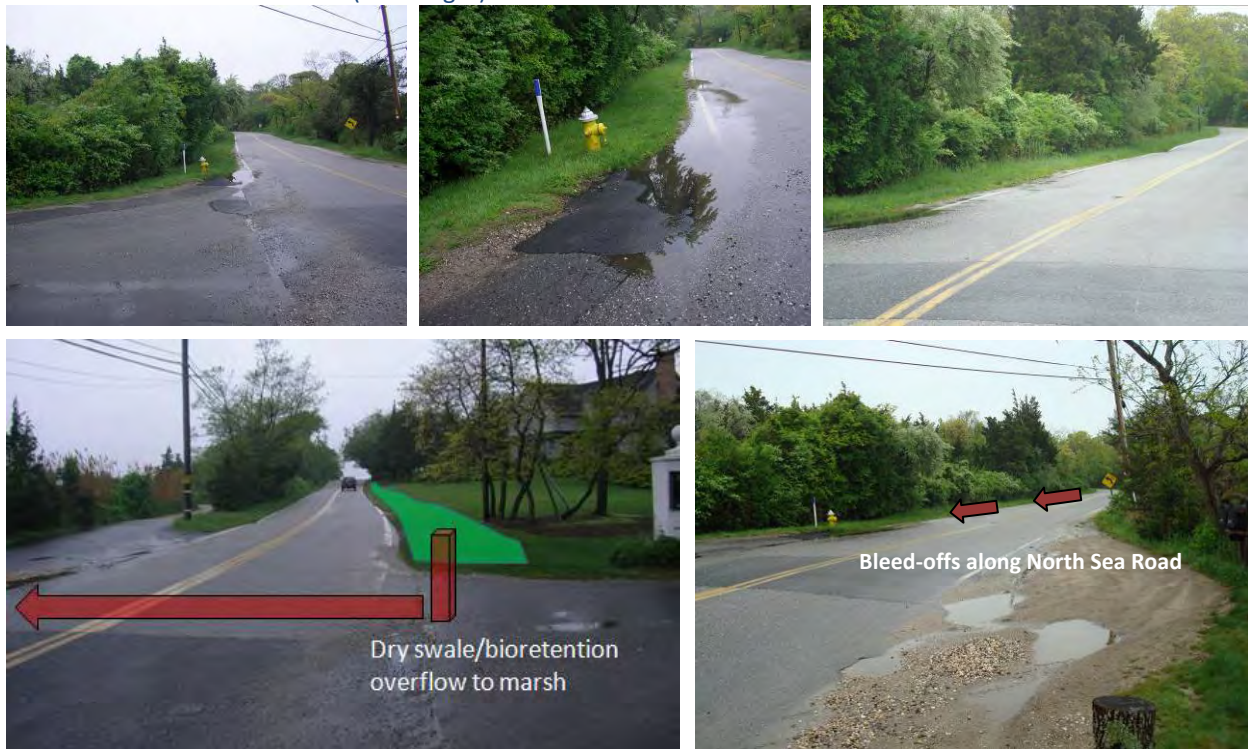 Dry swale/bioretention
overflow to marsh
Bleed-offs along North Sea Road